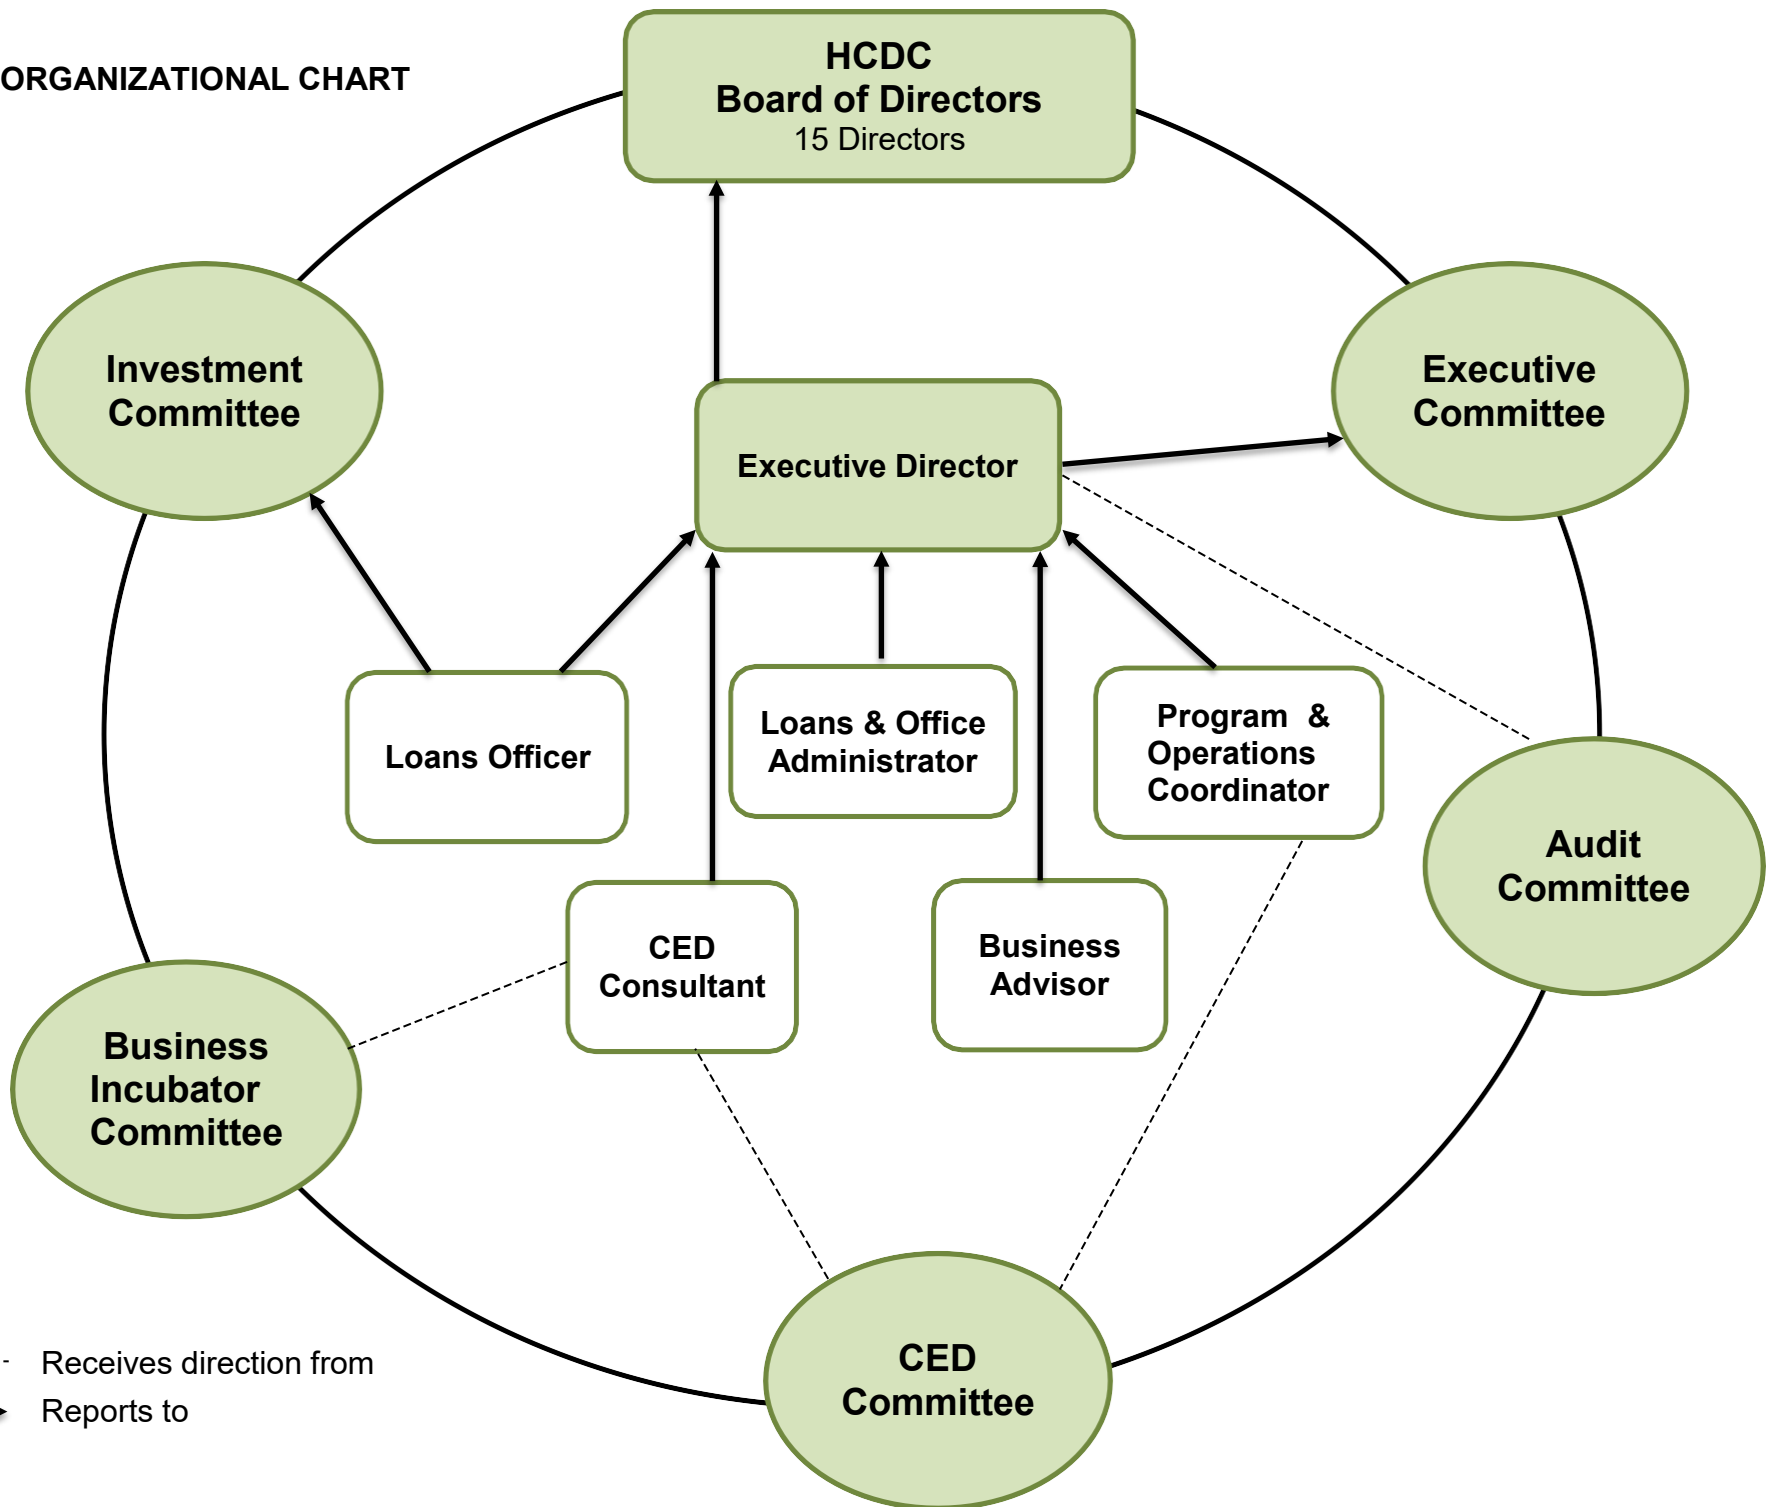 ORGANIZATIONAL CHART
HCDC
Board of Directors
15 Directors
Investment
Committee
Executive
Committee
Executive Director
Loans Officer
Loans & Office
Administrator
Program & 
Operations
Coordinator
Audit
Committee
CED
Consultant
Business
Advisor
Business
Incubator
Committee
CED
Committee
Receives direction from
Reports to